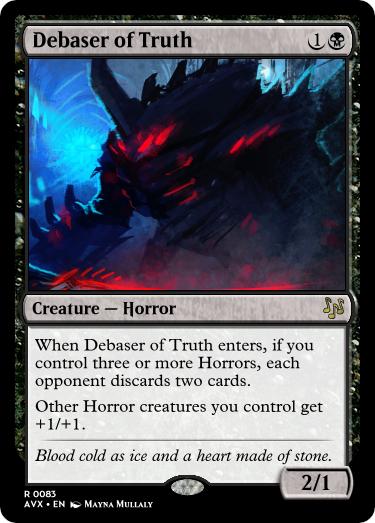 Debaser of Truth 1
Creature — Horror
When Debaser of Truth enters, if you
control three or more Horrors, each
opponent discards two cards.
Other Horror creatures you control get
+1/+1.
Blood cold as ice and a heart made of stone.
2/1
R 0083
AVX • EN Mayna Mullaly